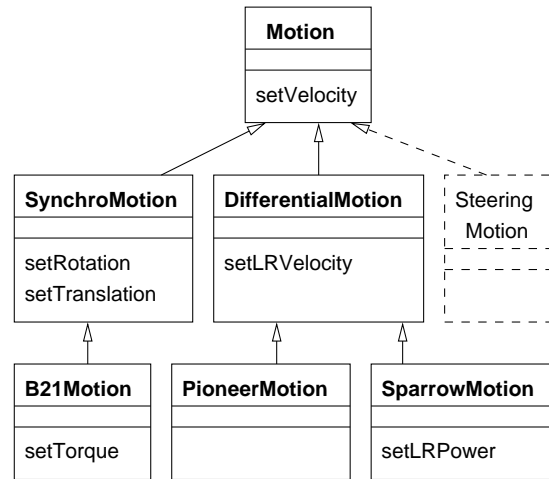 Motion
setVelocity
SynchroMotion
setRotation
setTranslation
DifferentialMotion
setLRVelocity
Steering
Motion
B21Motion
setTorque
PioneerMotion
SparrowMotion
setLRPower